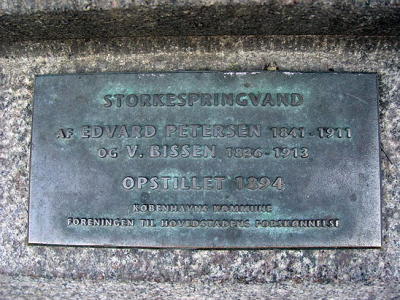 STORKESPRINGVAND
AF EDVARD PETERSEN 1841-1911
OG V. BISSEN 1836-1913
OPSTILLET 1894
KØBENHAVNS KOMMUNE
FORENINGEN TIL HOVEDSTADENS FORSKØNNELSE